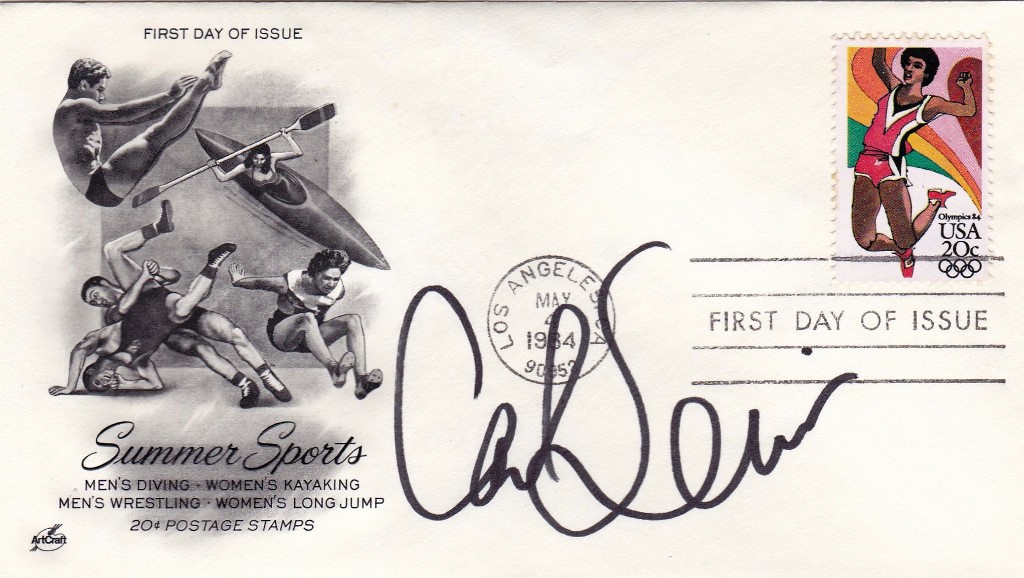 FIRST DAY OF ISSUE
Olympics 84
USA
20c
LOS ANGELES, CA
MAY
4
1984
FIRST DAY OF ISSUE
Summer Sports
MEN'S DIVING · WOMEN'S KAYAKING
MEN'S WRESTLING · WOMEN'S LONG JUMP
20¢ POSTAGE STAMPS
ArtCraft